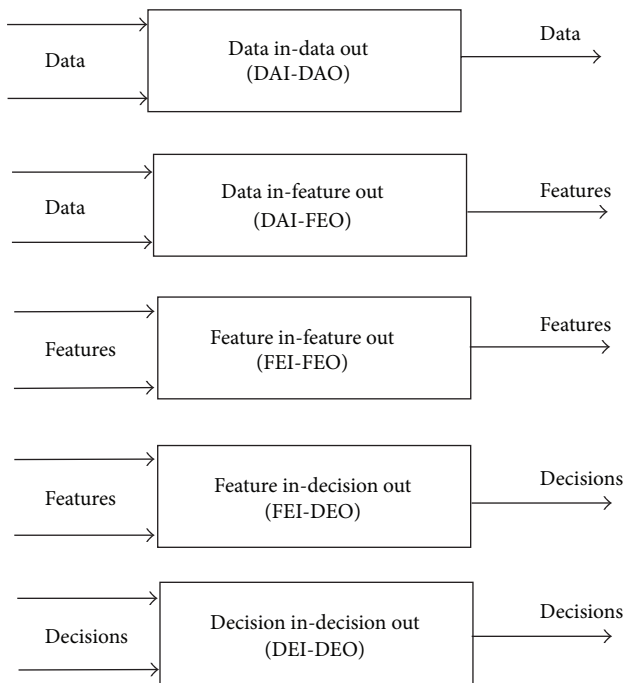 Data
Data in-data out
(DAI-DAO)
Data
Data
Data in-feature out
(DAI-FEO)
Features
Features
Feature in-feature out
(FEI-FEO)
Features
Features
Feature in-decision out
(FEI-DEO)
Decisions
Decisions
Decision in-decision out
(DEI-DEO)
Decisions